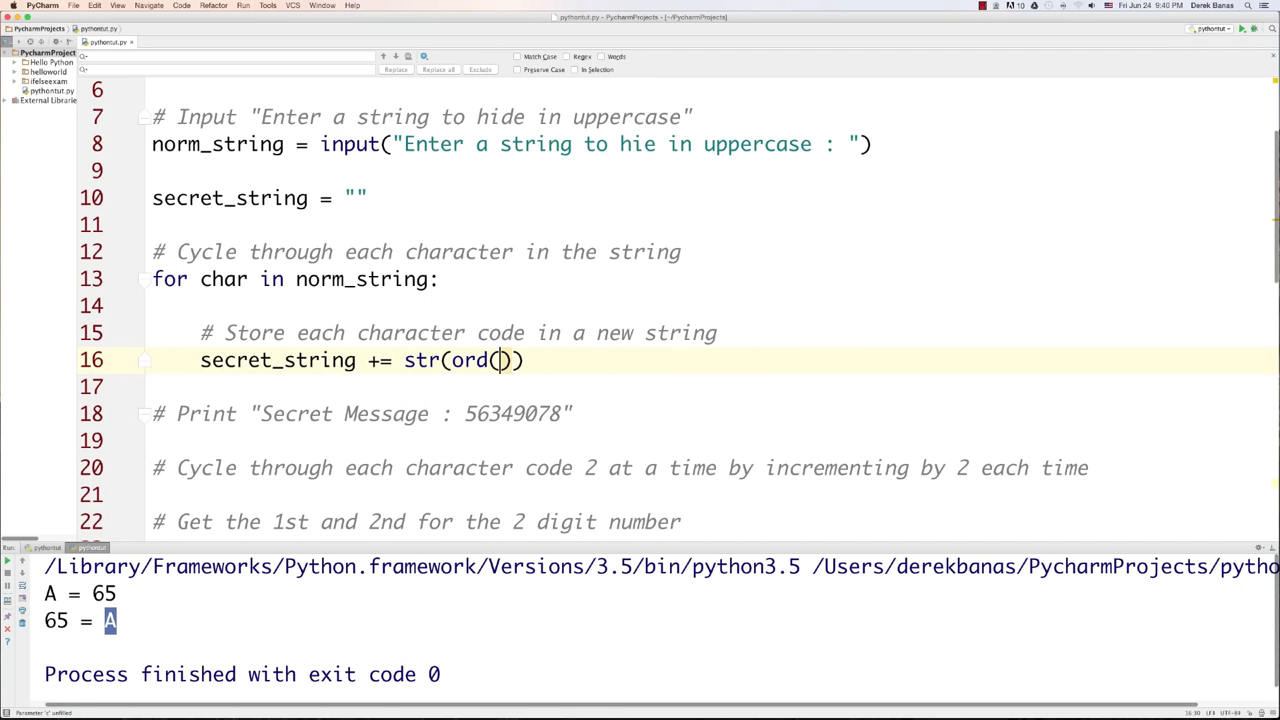 PyCharm File Edit View Navigate Code Refactor Run Tools VCS Window Help Fri Jun 24 9:40 PM Derek Banas
pythontut.py - PycharmProjects - [~/PycharmProjects]
PycharmProjects pythontut.py pythontut
pythontut.py ×
Match Case Regex Words
Replace Replace all Exclude Preserve Case In Selection
PycharmProject
Hello Python
helloworld
ifelseexam
pythontut.py
External Librarie
6
7 # Input "Enter a string to hide in uppercase"
8 norm_string = input("Enter a string to hie in uppercase : ")
9
10 secret_string = ""
11
12 # Cycle through each character in the string
13 for char in norm_string:
14
15 # Store each character code in a new string
16 secret_string += str(ord())
17
18 # Print "Secret Message : 56349078"
19
20 # Cycle through each character code 2 at a time by incrementing by 2 each time
21
22 # Get the 1st and 2nd for the 2 digit number
Run: pythontut pythontut
/Library/Frameworks/Python.framework/Versions/3.5/bin/python3.5 /Users/derekbanas/PycharmProjects/pytho
A = 65
65 = A
Process finished with exit code 0
Parameter 'c' unfilled 16:30 LF÷ UTF-8÷